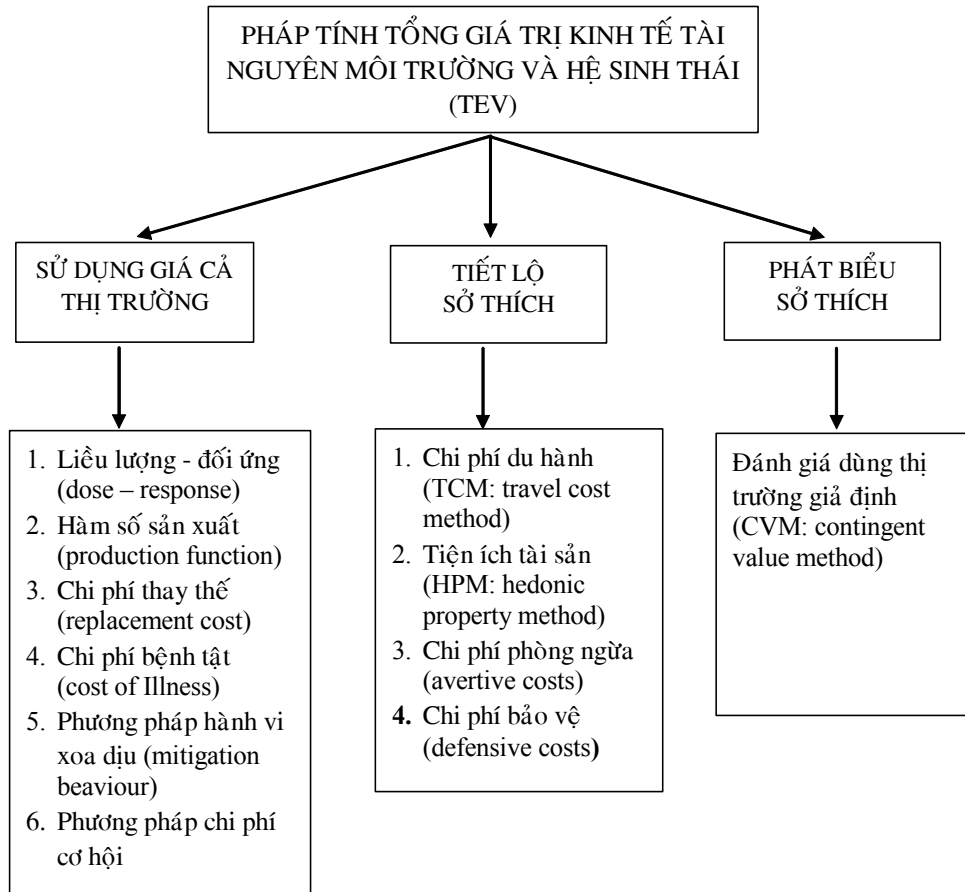 PHÁP TÍNH TỔNG GIÁ TRỊ KINH TẾ TÀI
NGUYÊN MÔI TRƯỜNG VÀ HỆ SINH THÁI
(TEV)
SỬ DỤNG GIÁ CẢ
THỊ TRƯỜNG
TIẾT LỘ
SỞ THÍCH
PHÁT BIỂU
SỞ THÍCH
1. Liều lượng - đối ứng
(dose – response)
2. Hàm số sản xuất
(production function)
3. Chi phí thay thế
(replacement cost)
4. Chi phí bệnh tật
(cost of Illness)
5. Phương pháp hành vi
xoa dịu (mitigation
beaviour)
6. Phương pháp chi phí
cơ hội
1. Chi phí du hành
(TCM: travel cost
method)
2. Tiện ích tài sản
(HPM: hedonic
property method)
3. Chi phí phòng ngừa
(avertive costs)
4. Chi phí bảo vệ
(defensive costs)
Đánh giá dùng thị
trường giả định
(CVM: contingent
value method)